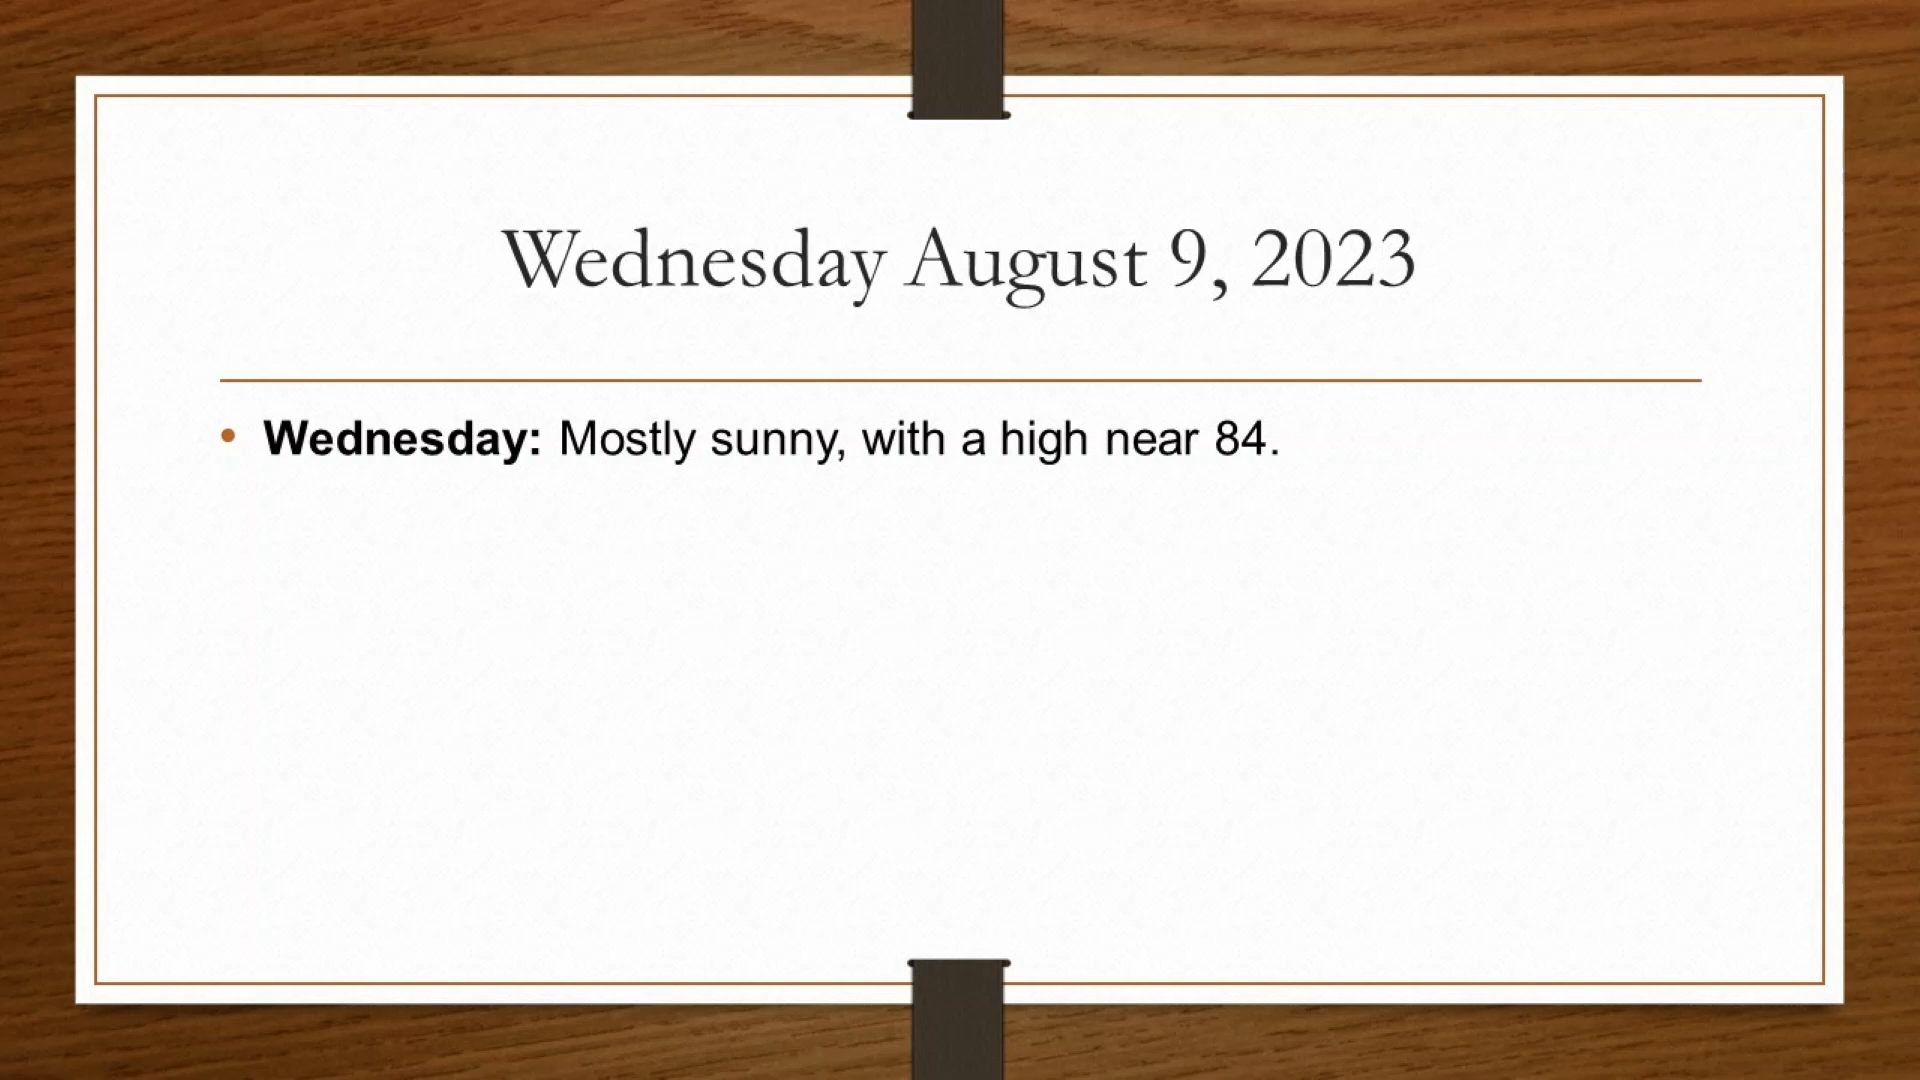 Wednesday August 9, 2023
• Wednesday: Mostly sunny, with a high near 84.